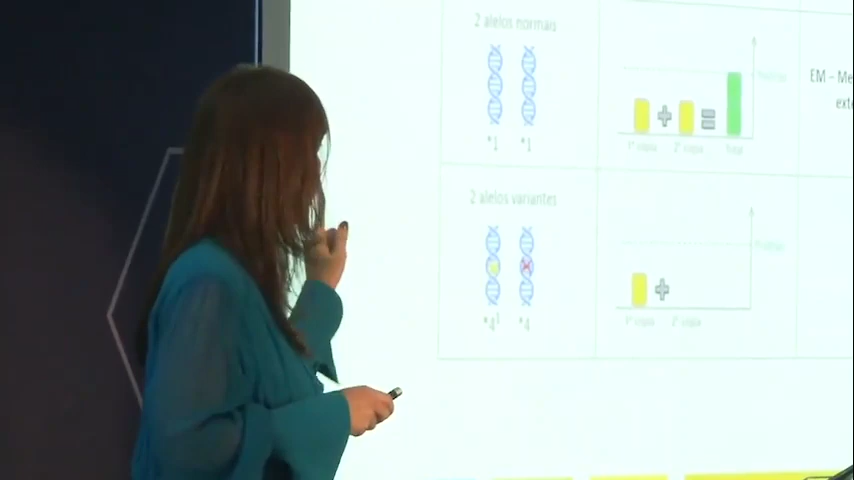 2 alelos normais
*1 *1
1ª cópia 2ª cópia Total
EM - Me
exte
2 alelos variantes
*4 *4
1ª cópia 2ª cópia